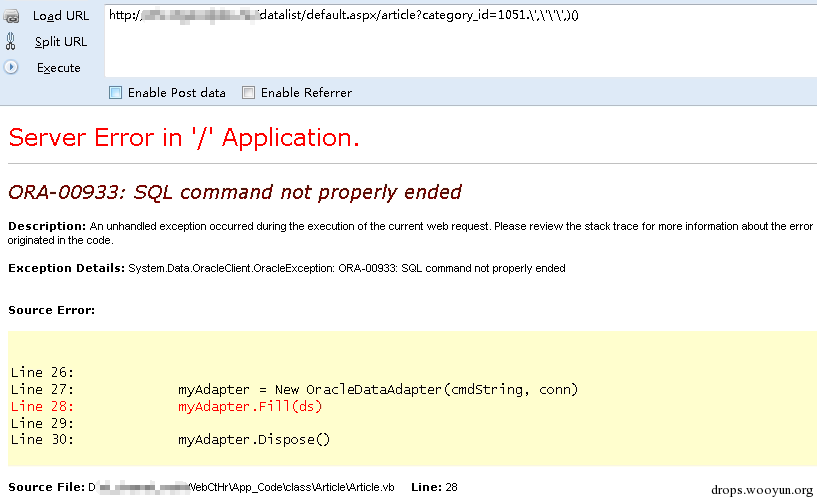 Load URL
http:/
/datalist/default.aspx/article?category_id=1051.\',\'\'\',)()
Split URL
Execute
Enable Post data Enable Referrer
Server Error in '/' Application.
ORA-00933: SQL command not properly ended
Description: An unhandled exception occurred during the execution of the current web request. Please review the stack trace for more information about the error
originated in the code.
Exception Details: System.Data.OracleClient.OracleException: ORA-00933: SQL command not properly ended
Source Error:
Line 26:
Line 27: myAdapter = New OracleDataAdapter(cmdString, conn)
Line 28: myAdapter.Fill(ds)
Line 29:
Line 30: myAdapter.Dispose()
Source File: D WebCtHr\App_Code\class\Article\Article.vb Line: 28
drops.wooyun.org